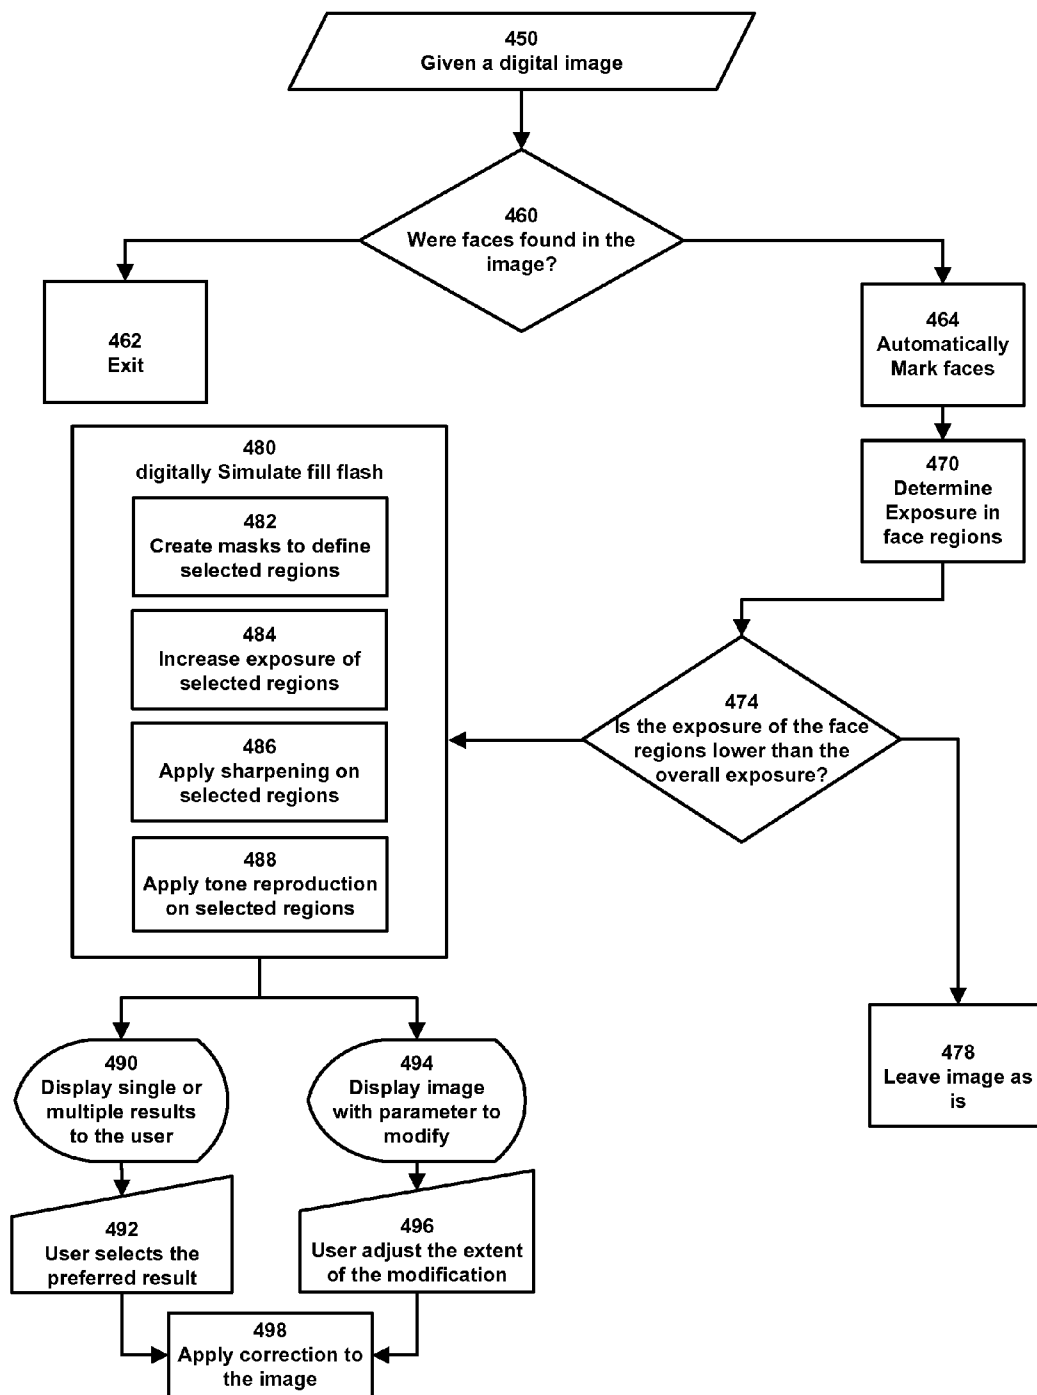 450
Given a digital image
460
Were faces found in the
image?
462
Exit
464
Automatically
Mark faces
470
Determine
Exposure in
face regions
474
Is the exposure of the face
regions lower than the
overall exposure?
478
Leave image as
is
480
digitally Simulate fill flash
482
Create masks to define
selected regions
484
Increase exposure of
selected regions
486
Apply sharpening on
selected regions
488
Apply tone reproduction
on selected regions
490
Display single or
multiple results
to the user
494
Display image
with parameter to
modify
492
User selects the
preferred result
496
User adjust the extent
of the modification
498
Apply correction to
the image